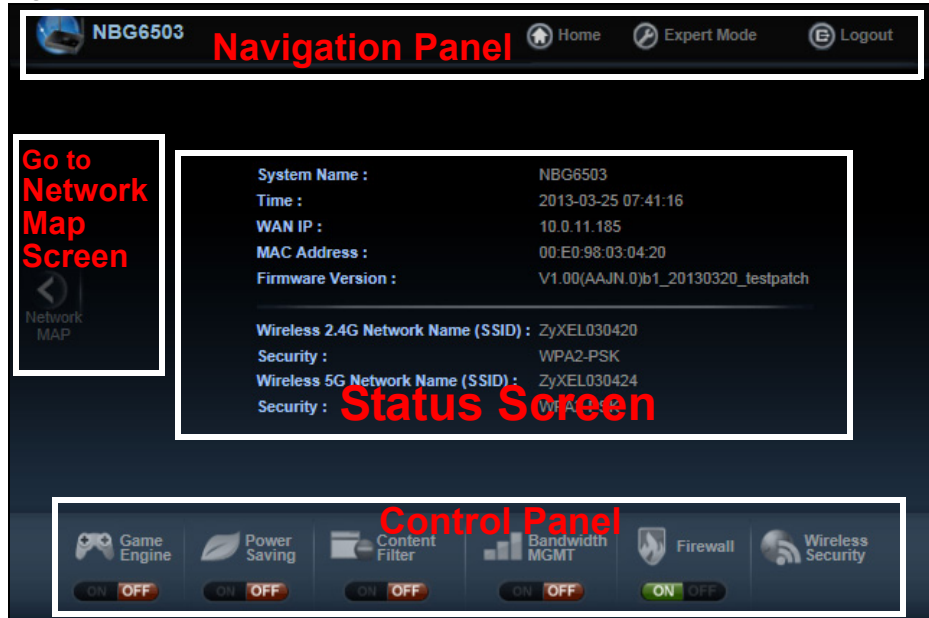 NBG6503
Navigation Panel
Home
Expert Mode
Logout
Go to
Network
Map
Screen
Network
MAP
System Name : NBG6503
Time : 2013-03-25 07:41:16
WAN IP : 10.0.11.185
MAC Address : 00:E0:98:03:04:20
Firmware Version : V1.00(AAJN.0)b1_20130320_testpatch
Wireless 2.4G Network Name (SSID) : ZyXEL030420
Security : WPA2-PSK
Wireless 5G Network Name (SSID) : ZyXEL030424
Security : WPA2-PSK
Status Screen
Control Panel
Game
Engine
Power
Saving
Content
Filter
Bandwidth
MGMT
Firewall
Wireless
Security
ON OFF
ON OFF
ON OFF
ON OFF
ON OFF